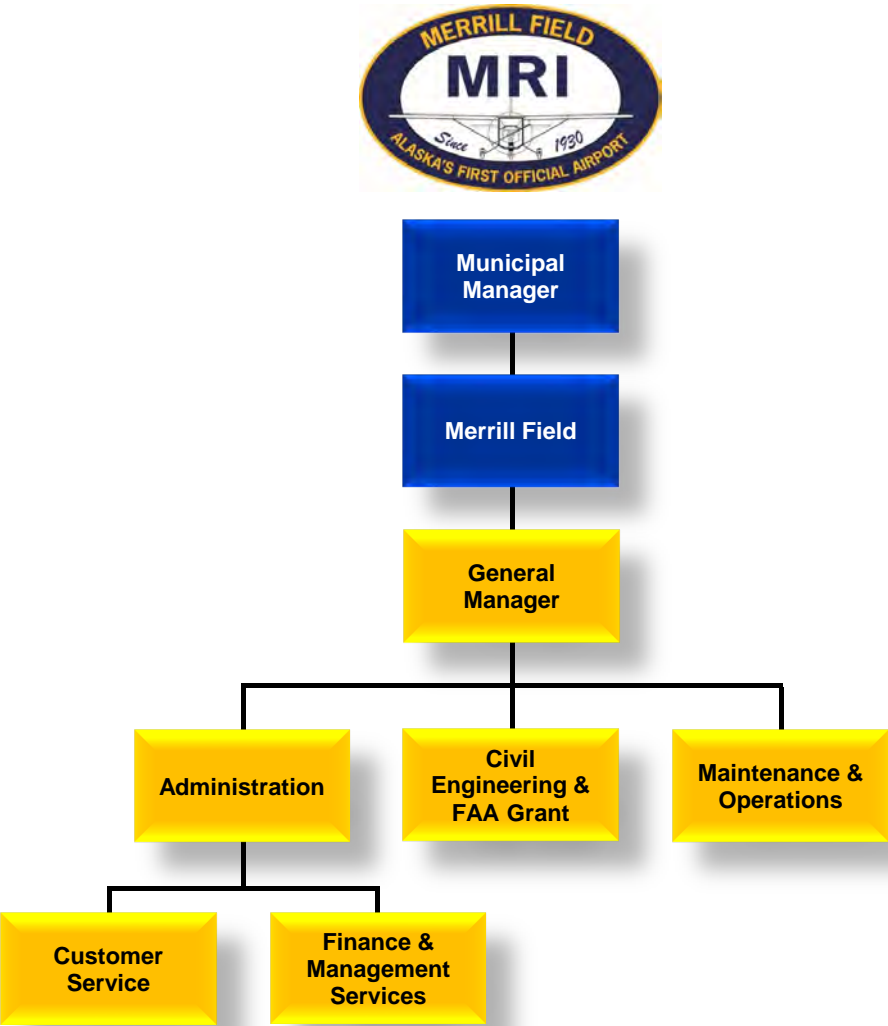 MERRILL FIELD
MRI
Since 1930
ALASKA'S FIRST OFFICIAL AIRPORT
Municipal
Manager
Merrill Field
General
Manager
Administration
Civil
Engineering &
FAA Grant
Maintenance &
Operations
Customer
Service
Finance &
Management
Services